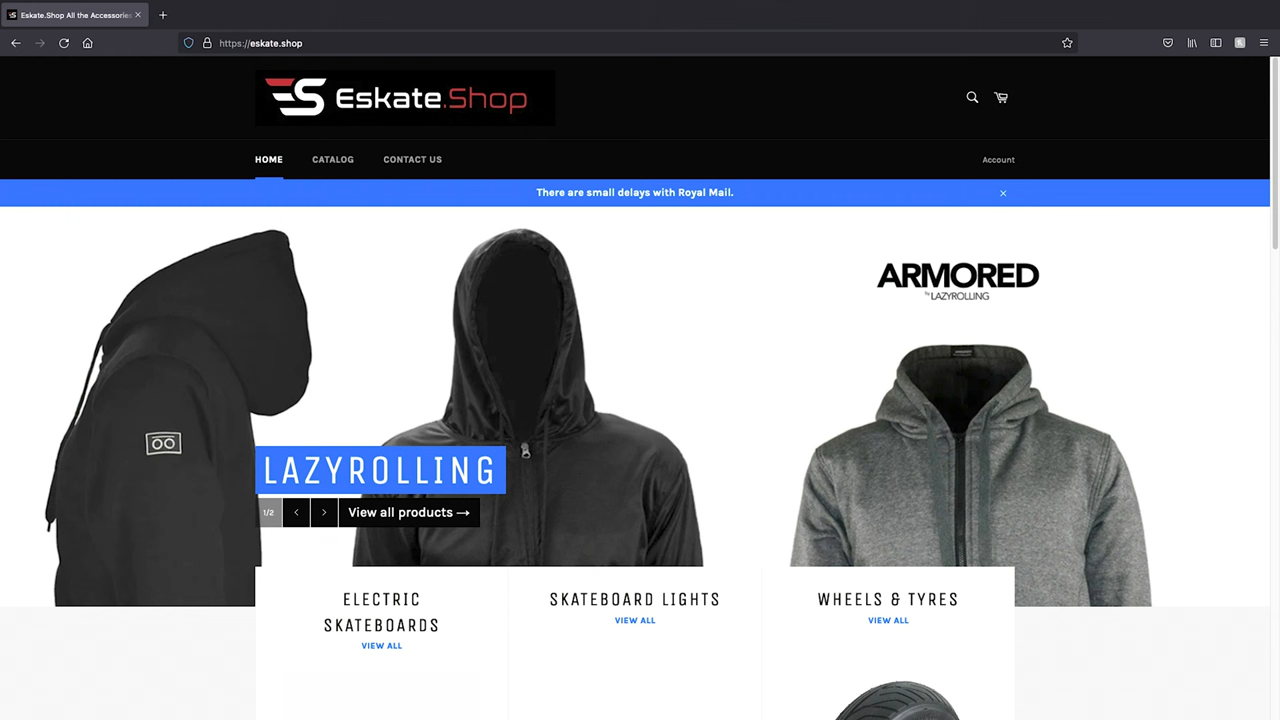 Eskate.Shop All the Accessories
https://eskate.shop
Eskate.Shop
HOME
CATALOG
CONTACT US
Account
There are small delays with Royal Mail.
ARMORED
by LAZYROLLING
LAZYROLLING
1/2
View all products →
ELECTRIC
SKATEBOARDS
VIEW ALL
SKATEBOARD LIGHTS
VIEW ALL
WHEELS & TYRES
VIEW ALL